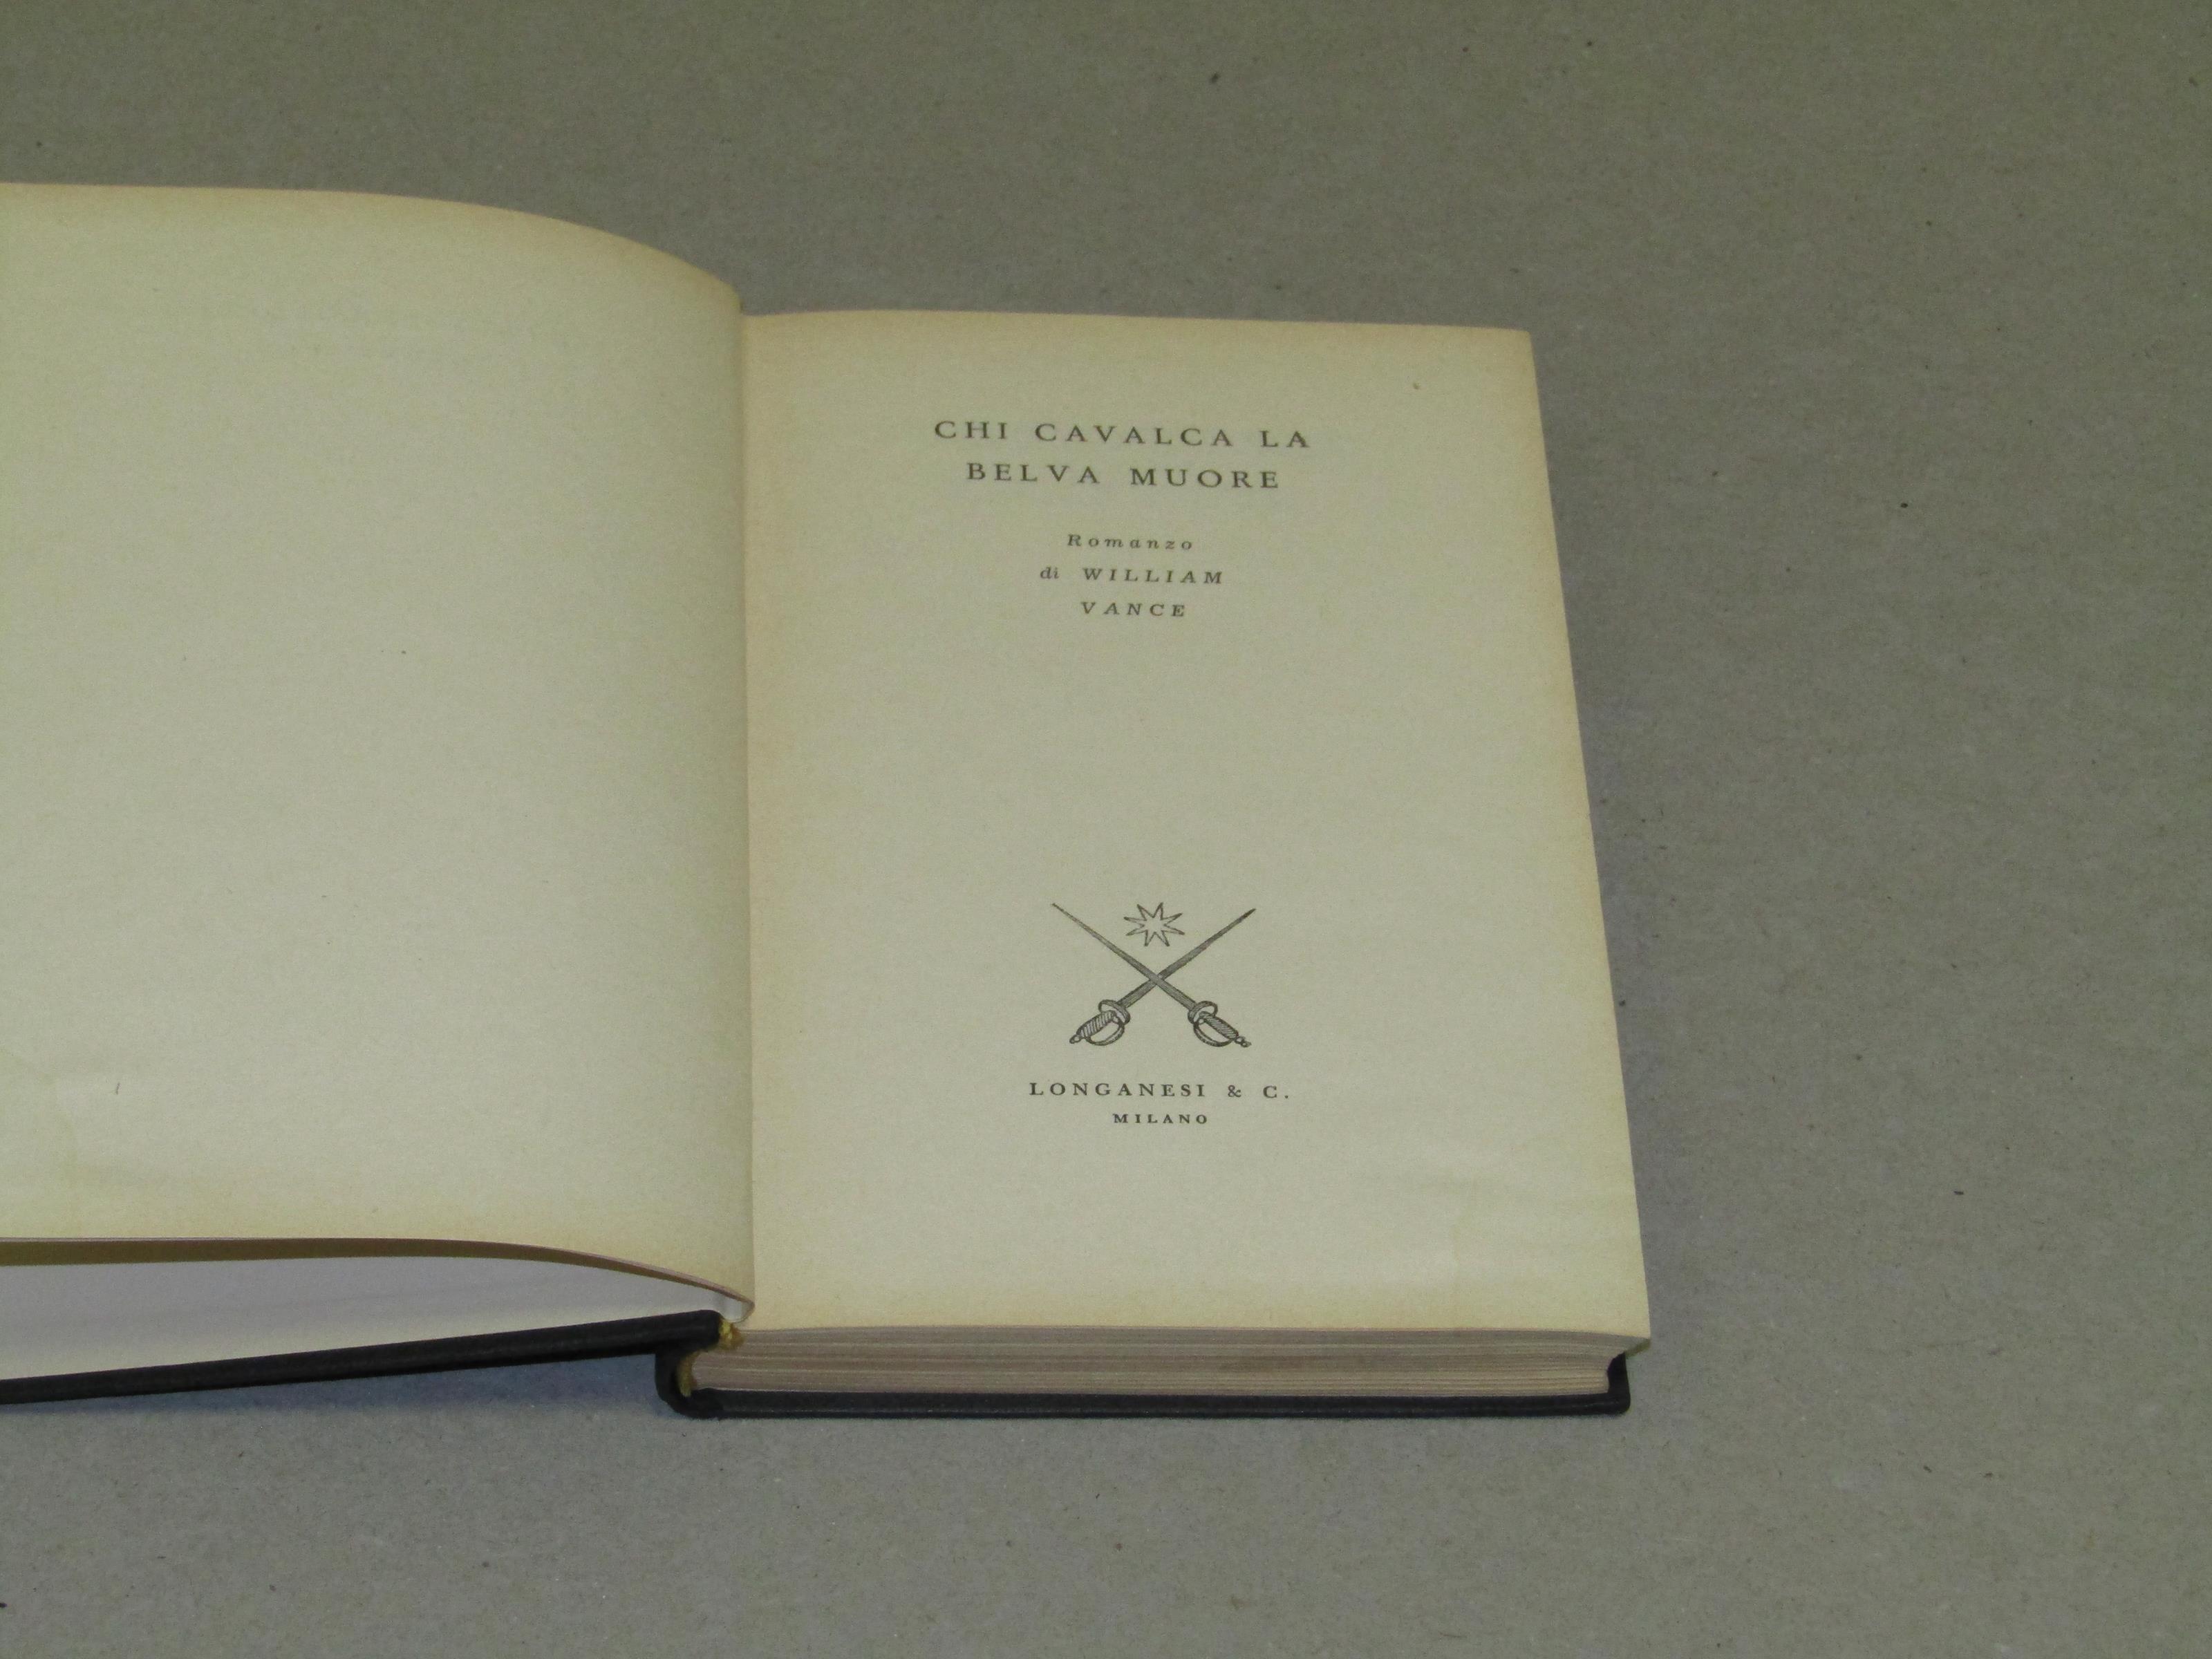 CHI CAVALCA LA
BELVA MUORE
Romanzo
di WILLIAM
VANCE
LONGANESI & C.
MILANO